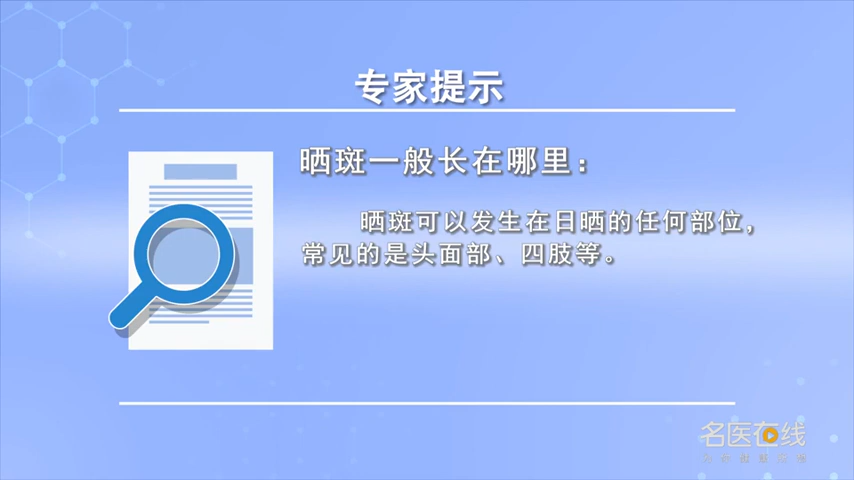 专家提示
晒斑一般长在哪里：
晒斑可以发生在日晒的任何部位，
常见的是头面部、四肢等。
名医在线